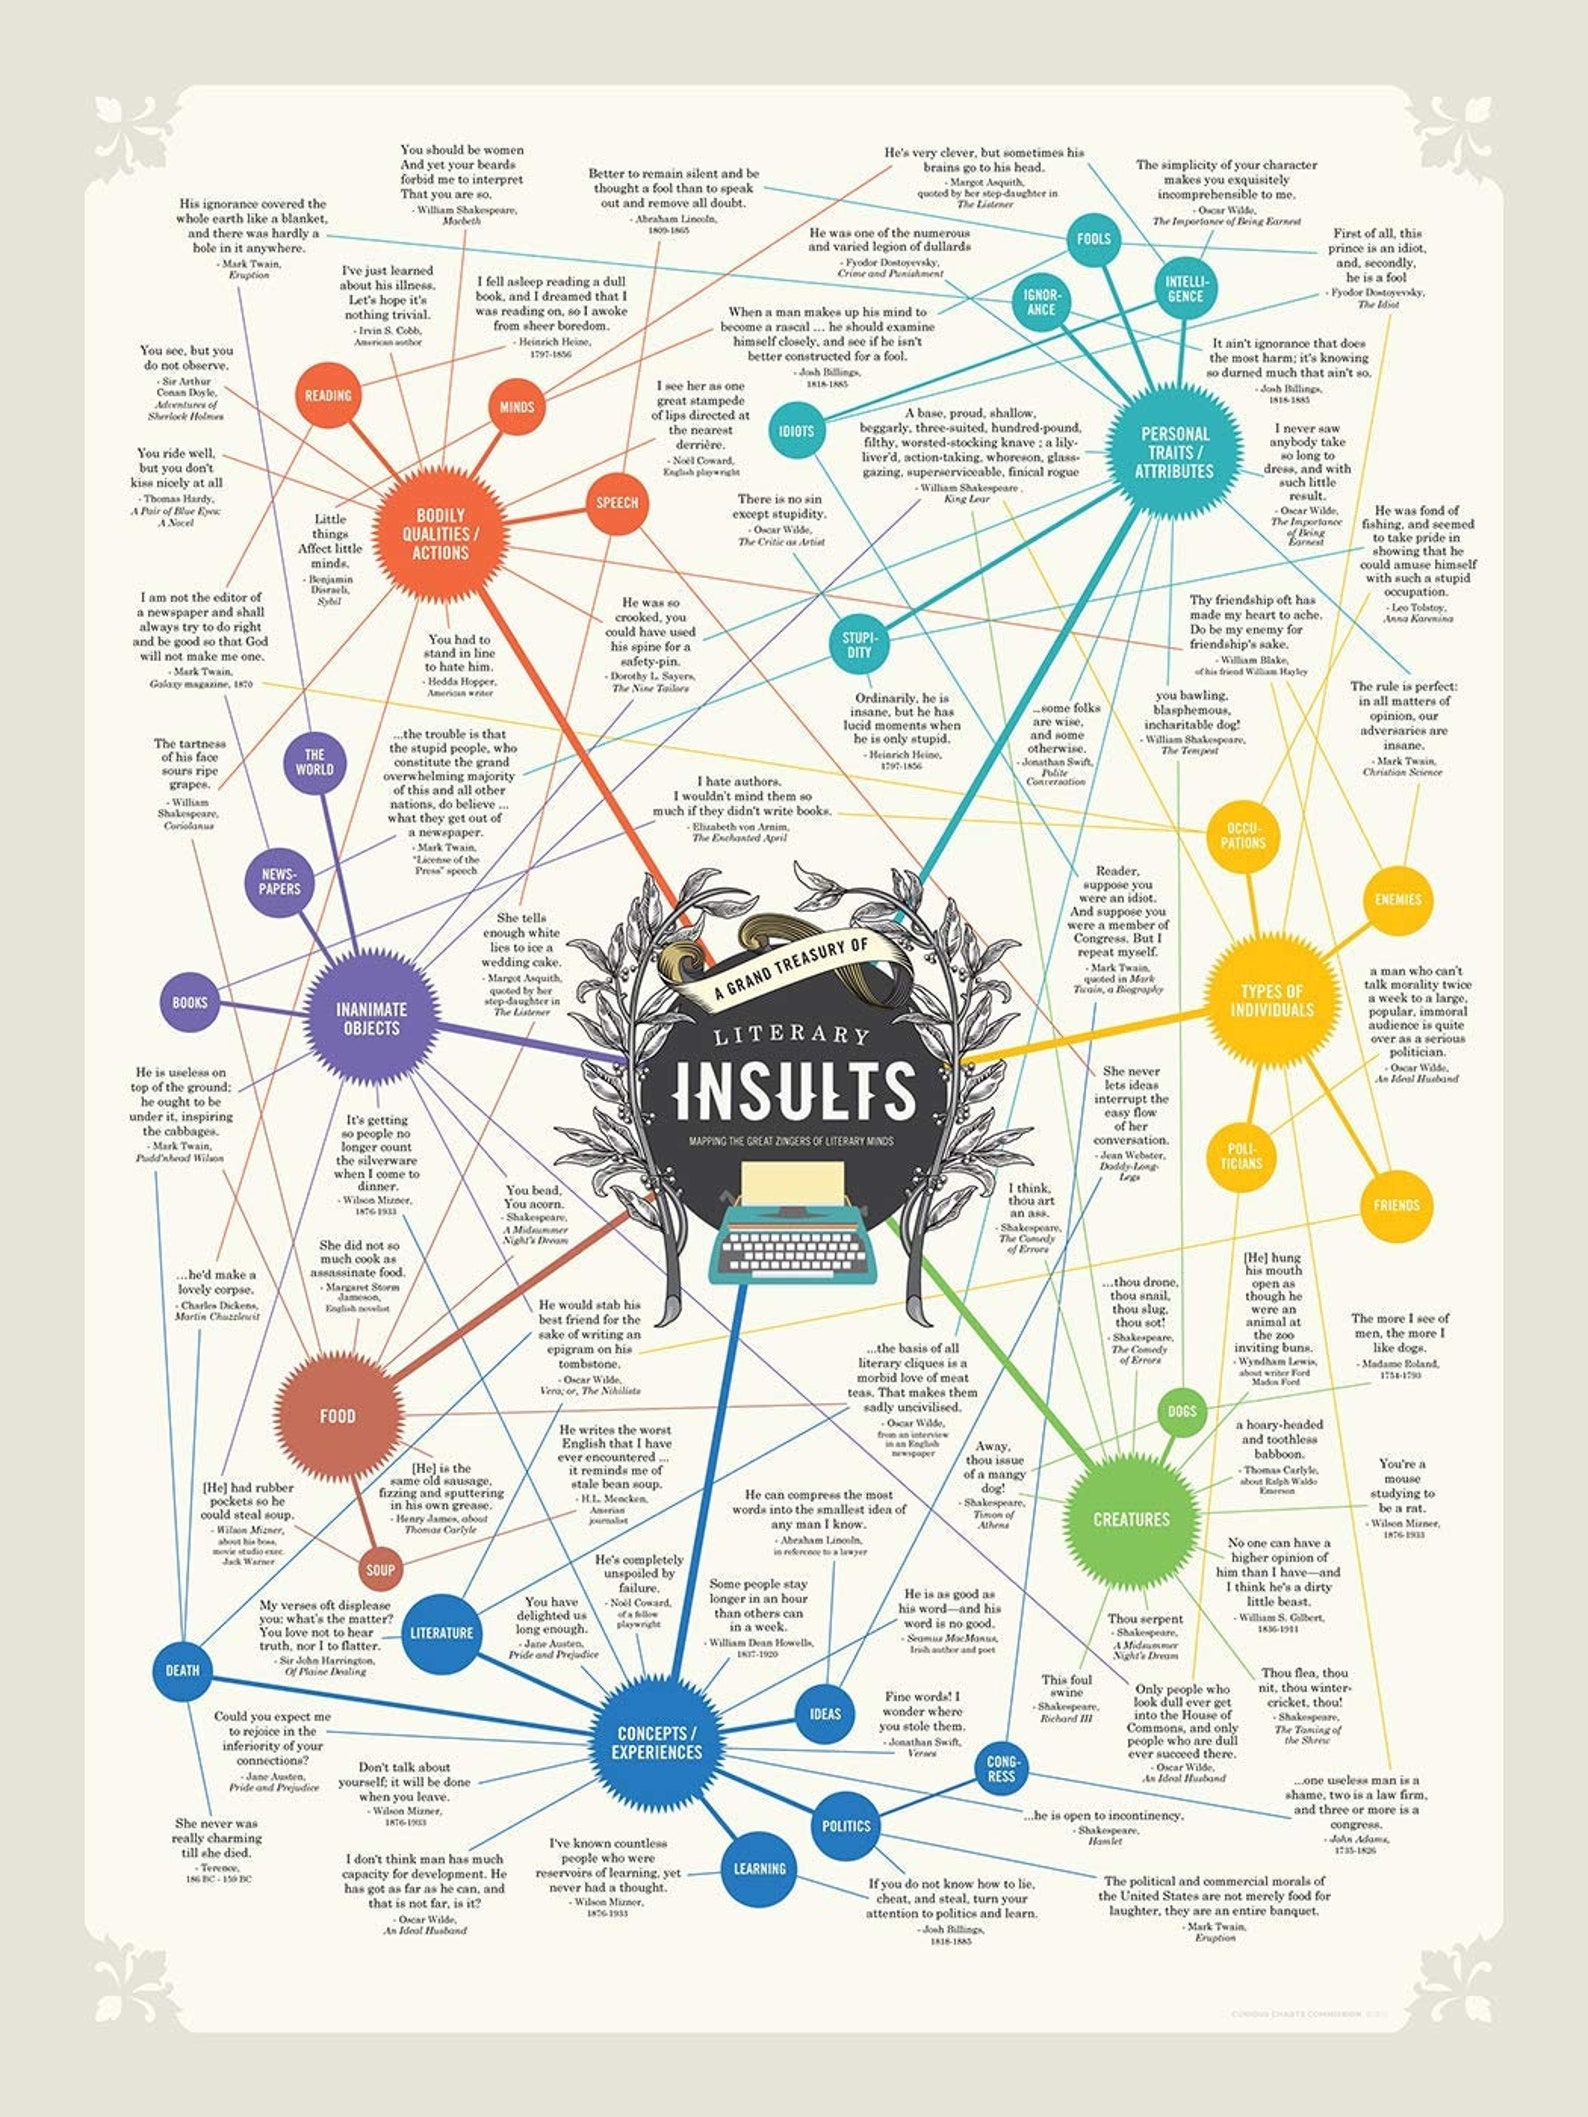 You should be women
And yet your beards
forbid me to interpret
That you are so.
- William Shakespeare,
Macbeth
Better to remain silent and be
thought a fool than to speak
out and remove all doubt.
- Abraham Lincoln,
1809-1865
He's very clever, but sometimes his
brains go to his head.
- Margot Asquith,
quoted by her step-daughter in
The Listener
The simplicity of your character
makes you exquisitely
incomprehensible to me.
- Oscar Wilde,
The Importance of Being Earnest
His ignorance covered the
whole earth like a blanket,
and there was hardly a
hole in it anywhere.
- Mark Twain,
Eruption
He was one of the numerous
and varied legion of dullards
- Fyodor Dostoyevsky,
Crime and Punishment
FOOLS
First of all, this
prince is an idiot,
and, secondly,
he is a fool
- Fyodor Dostoyevsky,
The Idiot
I've just learned
about his illness.
Let's hope it's
nothing trivial.
- Irvin S. Cobb,
American author
I fell asleep reading a dull
book, and I dreamed that I
was reading on, so I awoke
from sheer boredom.
- Heinrich Heine,
1797-1856
IGNOR-
ANCE
INTELLI-
GENCE
When a man makes up his mind to
become a rascal ... he should examine
himself closely, and see if he isn't
better constructed for a fool.
- Josh Billings,
1818-1885
It ain't ignorance that does
the most harm; it's knowing
so durned much that ain't so.
- Josh Billings,
1818-1885
You see, but you
do not observe.
- Sir Arthur
Conan Doyle,
Adventures of
Sherlock Holmes
READING
MINDS
I see her as one
great stampede
of lips directed at
the nearest
derrière.
- Noël Coward,
English playwright
IDIOTS
A base, proud, shallow,
beggarly, three-suited, hundred-pound,
filthy, worsted-stocking knave ; a lily-
liver'd, action-taking, whoreson, glass-
gazing, superserviceable, finical rogue
- William Shakespeare ,
King Lear
PERSONAL
TRAITS /
ATTRIBUTES
I never saw
anybody take
so long to
dress, and with
such little
result.
- Oscar Wilde,
The Importance
of Being
Earnest
You ride well,
but you don't
kiss nicely at all
- Thomas Hardy,
A Pair of Blue Eyes:
A Novel
Little
things
Affect little
minds.
- Benjamin
Disraeli,
Sybil
BODILY
QUALITIES /
ACTIONS
SPEECH
There is no sin
except stupidity.
- Oscar Wilde,
The Critic as Artist
He was fond of
fishing, and seemed
to take pride in
showing that he
could amuse himself
with such a stupid
occupation.
- Leo Tolstoy,
Anna Karenina
I am not the editor of
a newspaper and shall
always try to do right
and be good so that God
will not make me one.
- Mark Twain,
Galaxy magazine, 1870
You had to
stand in line
to hate him.
- Hedda Hopper,
American writer
He was so
crooked, you
could have used
his spine for a
safety-pin.
- Dorothy L. Sayers,
The Nine Tailors
STUPI-
DITY
Thy friendship oft has
made my heart to ache.
Do be my enemy for
friendship's sake.
- William Blake,
of his friend William Hayley
Ordinarily, he is
insane, but he has
lucid moments when
he is only stupid.
- Heinrich Heine,
1797-1856
...some folks
are wise,
and some
otherwise.
- Jonathan Swift,
Polite
Conversation
you bawling,
blasphemous,
incharitable dog!
- William Shakespeare,
The Tempest
The rule is perfect:
in all matters of
opinion, our
adversaries are
insane.
- Mark Twain,
Christian Science
The tartness
of his face
sours ripe
grapes.
- William
Shakespeare,
Coriolanus
THE
WORLD
...the trouble is that
the stupid people, who
constitute the grand
overwhelming majority
of this and all other
nations, do believe ...
what they get out of
a newspaper.
- Mark Twain,
"License of the
Press" speech
I hate authors.
I wouldn't mind them so
much if they didn't write books.
- Elizabeth von Arnim,
The Enchanted April
OCCU-
PATIONS
NEWS-
PAPERS
ENEMIES
Reader,
suppose you
were an idiot.
And suppose you
were a member of
Congress. But I
repeat myself.
- Mark Twain,
quoted in Mark
Twain, a Biography
She tells
enough white
lies to ice a
wedding cake.
- Margot Asquith,
quoted by her
step-daughter in
The Listener
A GRAND TREASURY OF
LITERARY
INSULTS
MAPPING THE GREAT ZINGERS OF LITERARY MINDS
BOOKS
INANIMATE
OBJECTS
TYPES OF
INDIVIDUALS
a man who can't
talk morality twice
a week to a large,
popular, immoral
audience is quite
over as a serious
politician.
- Oscar Wilde,
An Ideal Husband
He is useless on
top of the ground;
he ought to be
under it, inspiring
the cabbages.
- Mark Twain,
Pudd'nhead Wilson
It's getting
so people no
longer count
the silverware
when I come to
dinner.
- Wilson Mizner,
1876-1933
She never
lets ideas
interrupt the
easy flow
of her
conversation.
- Jean Webster,
Daddy-Long-
Legs
POLI-
TICIANS
FRIENDS
You bead,
You acorn.
- Shakespeare,
A Midsummer
Night's Dream
I think,
thou art
an ass.
- Shakespeare,
The Comedy
of Errors
She did not so
much cook as
assassinate food.
- Margaret Storm
Jameson,
English novelist
...he'd make a
lovely corpse.
- Charles Dickens,
Martin Chuzzlewit
He would stab his
best friend for the
sake of writing an
epigram on his
tombstone.
- Oscar Wilde,
Vera; or, The Nihilists
...thou drone,
thou snail,
thou slug,
thou sot!
- Shakespeare,
The Comedy
of Errors
[He] hung
his mouth
open as
though he
were an
animal at
the zoo
inviting buns.
- Wyndham Lewis,
about writer Ford
Madox Ford
The more I see of
men, the more I
like dogs.
- Madame Roland,
1754-1793
FOOD
...the basis of all
literary cliques is a
morbid love of meat
teas. That makes them
sadly uncivilised.
- Oscar Wilde,
from an interview
in an English
newspaper
DOGS
He writes the worst
English that I have
ever encountered ...
it reminds me of
stale bean soup.
- H.L. Mencken,
Amerian
journalist
a hoary-headed
and toothless
babboon.
- Thomas Carlyle,
about Ralph Waldo
Emerson
Away,
thou issue
of a mangy
dog!
- Shakespeare,
Timon of
Athens
CREATURES
You're a
mouse
studying to
be a rat.
- Wilson Mizner,
1876-1933
[He] had rubber
pockets so he
could steal soup.
- Wilson Mizner,
about his boss,
movie studio exec.
Jack Warner
[He] is the
same old sausage,
fizzing and sputtering
in his own grease.
- Henry James, about
Thomas Carlyle
SOUP
He can compress the most
words into the smallest idea of
any man I know.
- Abraham Lincoln,
in reference to a lawyer
He's completely
unspoiled by
failure.
- Noël Coward,
of a fellow
playwright
No one can have a
higher opinion of
him than I have—and
I think he's a dirty
little beast.
- William S. Gilbert,
1836-1911
My verses oft displease
you: what's the matter?
You love not to hear
truth, nor I to flatter.
- Sir John Harrington,
Of Plaine Dealing
LITERATURE
You have
delighted us
long enough.
- Jane Austen,
Pride and Prejudice
Some people stay
longer in an hour
than others can
in a week.
- William Dean Howells,
1837-1920
He is as good as
his word—and his
word is no good.
- Seamus MacManus,
Irish author and poet
Thou serpent
- Shakespeare,
A Midsummer
Night's Dream
DEATH
This foul
swine
- Shakespeare,
Richard III
Only people who
look dull ever get
into the House of
Commons, and only
people who are dull
ever succeed there.
- Oscar Wilde,
An Ideal Husband
Thou flea, thou
nit, thou winter-
cricket, thou!
- Shakespeare,
The Taming of
the Shrew
Could you expect me
to rejoice in the
inferiority of your
connections?
- Jane Austen,
Pride and Prejudice
CONCEPTS /
EXPERIENCES
IDEAS
Fine words! I
wonder where
you stole them.
- Jonathan Swift,
Verses
CONG-
RESS
Don't talk about
yourself; it will be done
when you leave.
- Wilson Mizner,
1876-1933
...one useless man is a
shame, two is a law firm,
and three or more is a
congress.
- John Adams,
1735-1826
She never was
really charming
till she died.
- Terence,
186 BC - 159 BC
POLITICS
...he is open to incontinency.
- Shakespeare,
Hamlet
I don't think man has much
capacity for development. He
has got as far as he can, and
that is not far, is it?
- Oscar Wilde,
An Ideal Husband
I've known countless
people who were
reservoirs of learning, yet
never had a thought.
- Wilson Mizner,
1876-1933
LEARNING
If you do not know how to lie,
cheat, and steal, turn your
attention to politics and learn.
- Josh Billings,
1818-1885
The political and commercial morals of
the United States are not merely food for
laughter, they are an entire banquet.
- Mark Twain,
Eruption
CURIOUS CHARTS COMMISSION